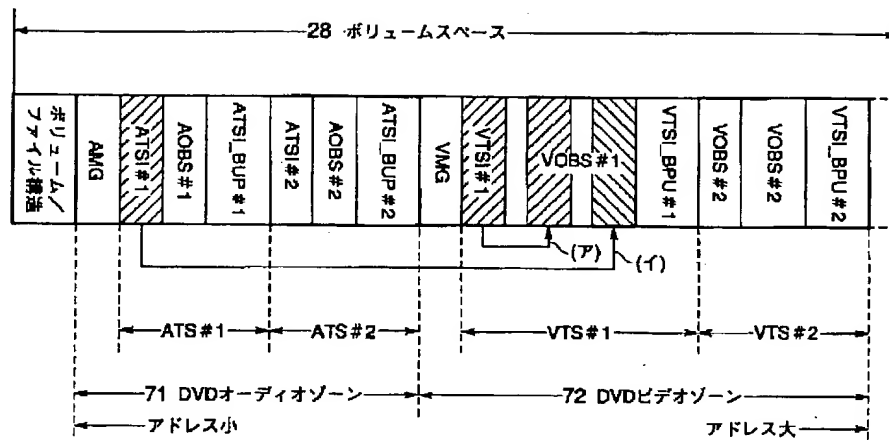 28 ボリュームスペース
ボリューム/
ファイル構造
AMG
ATSI#1
AOBS#1
ATSI_BUP#1
ATSI#2
AOBS#2
ATSI_BUP#2
VMG
VTSI#1
VOBS#1
VTSI_BPU#1
VOBS#2
VOBS#2
VTSI_BPU#2
(ア)
(イ)
ATS#1
ATS#2
VTS#1
VTS#2
71 DVDオーディオゾーン
72 DVDビデオゾーン
アドレス小
アドレス大